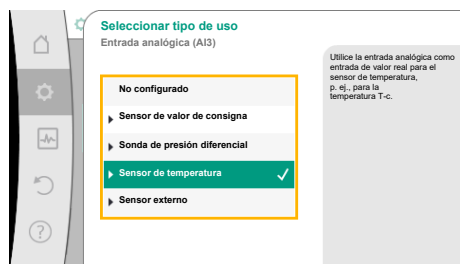 Seleccionar tipo de uso
Entrada analógica (AI3)
No configurado
Sensor de valor de consigna
Sonda de presión diferencial
Sensor de temperatura
Sensor externo
Utilice la entrada analógica como
entrada de valor real para el
sensor de temperatura,
p. ej., para la
temperatura T-c.
?